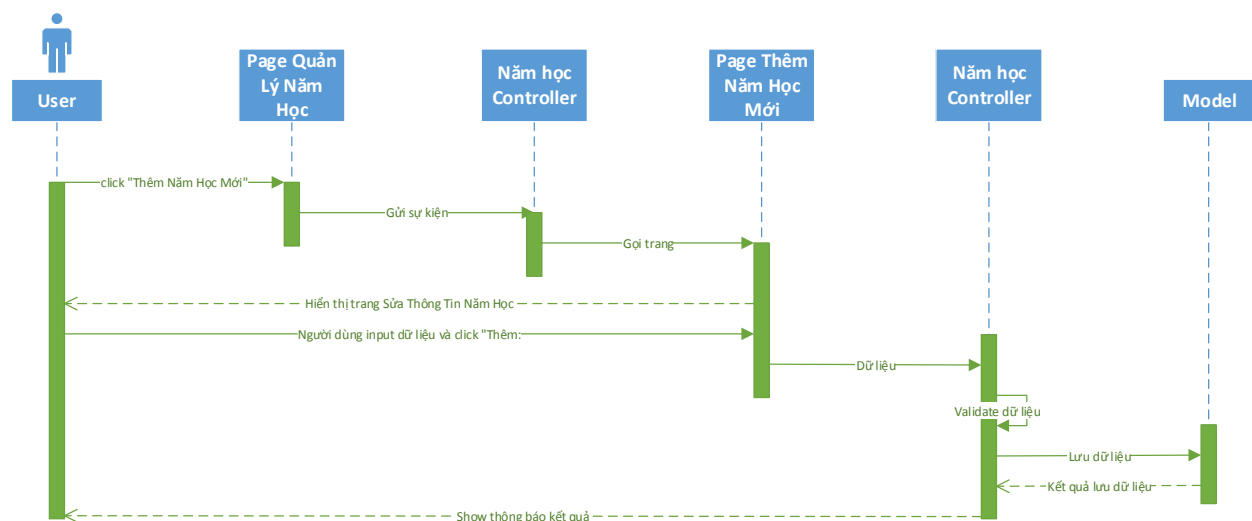 User
Page Quản
Lý Năm
Học
Năm học
Controller
Page Thêm
Năm Học
Mới
Năm học
Controller
Model
click "Thêm Năm Học Mới"
Gửi sự kiện
Gọi trang
Hiển thị trang Sửa Thông Tin Năm Học
Người dùng input dữ liệu và click "Thêm:
Dữ liệu
Validate dữ liệu
Lưu dữ liệu
Kết quả lưu dữ liệu
Show thông báo kết quả